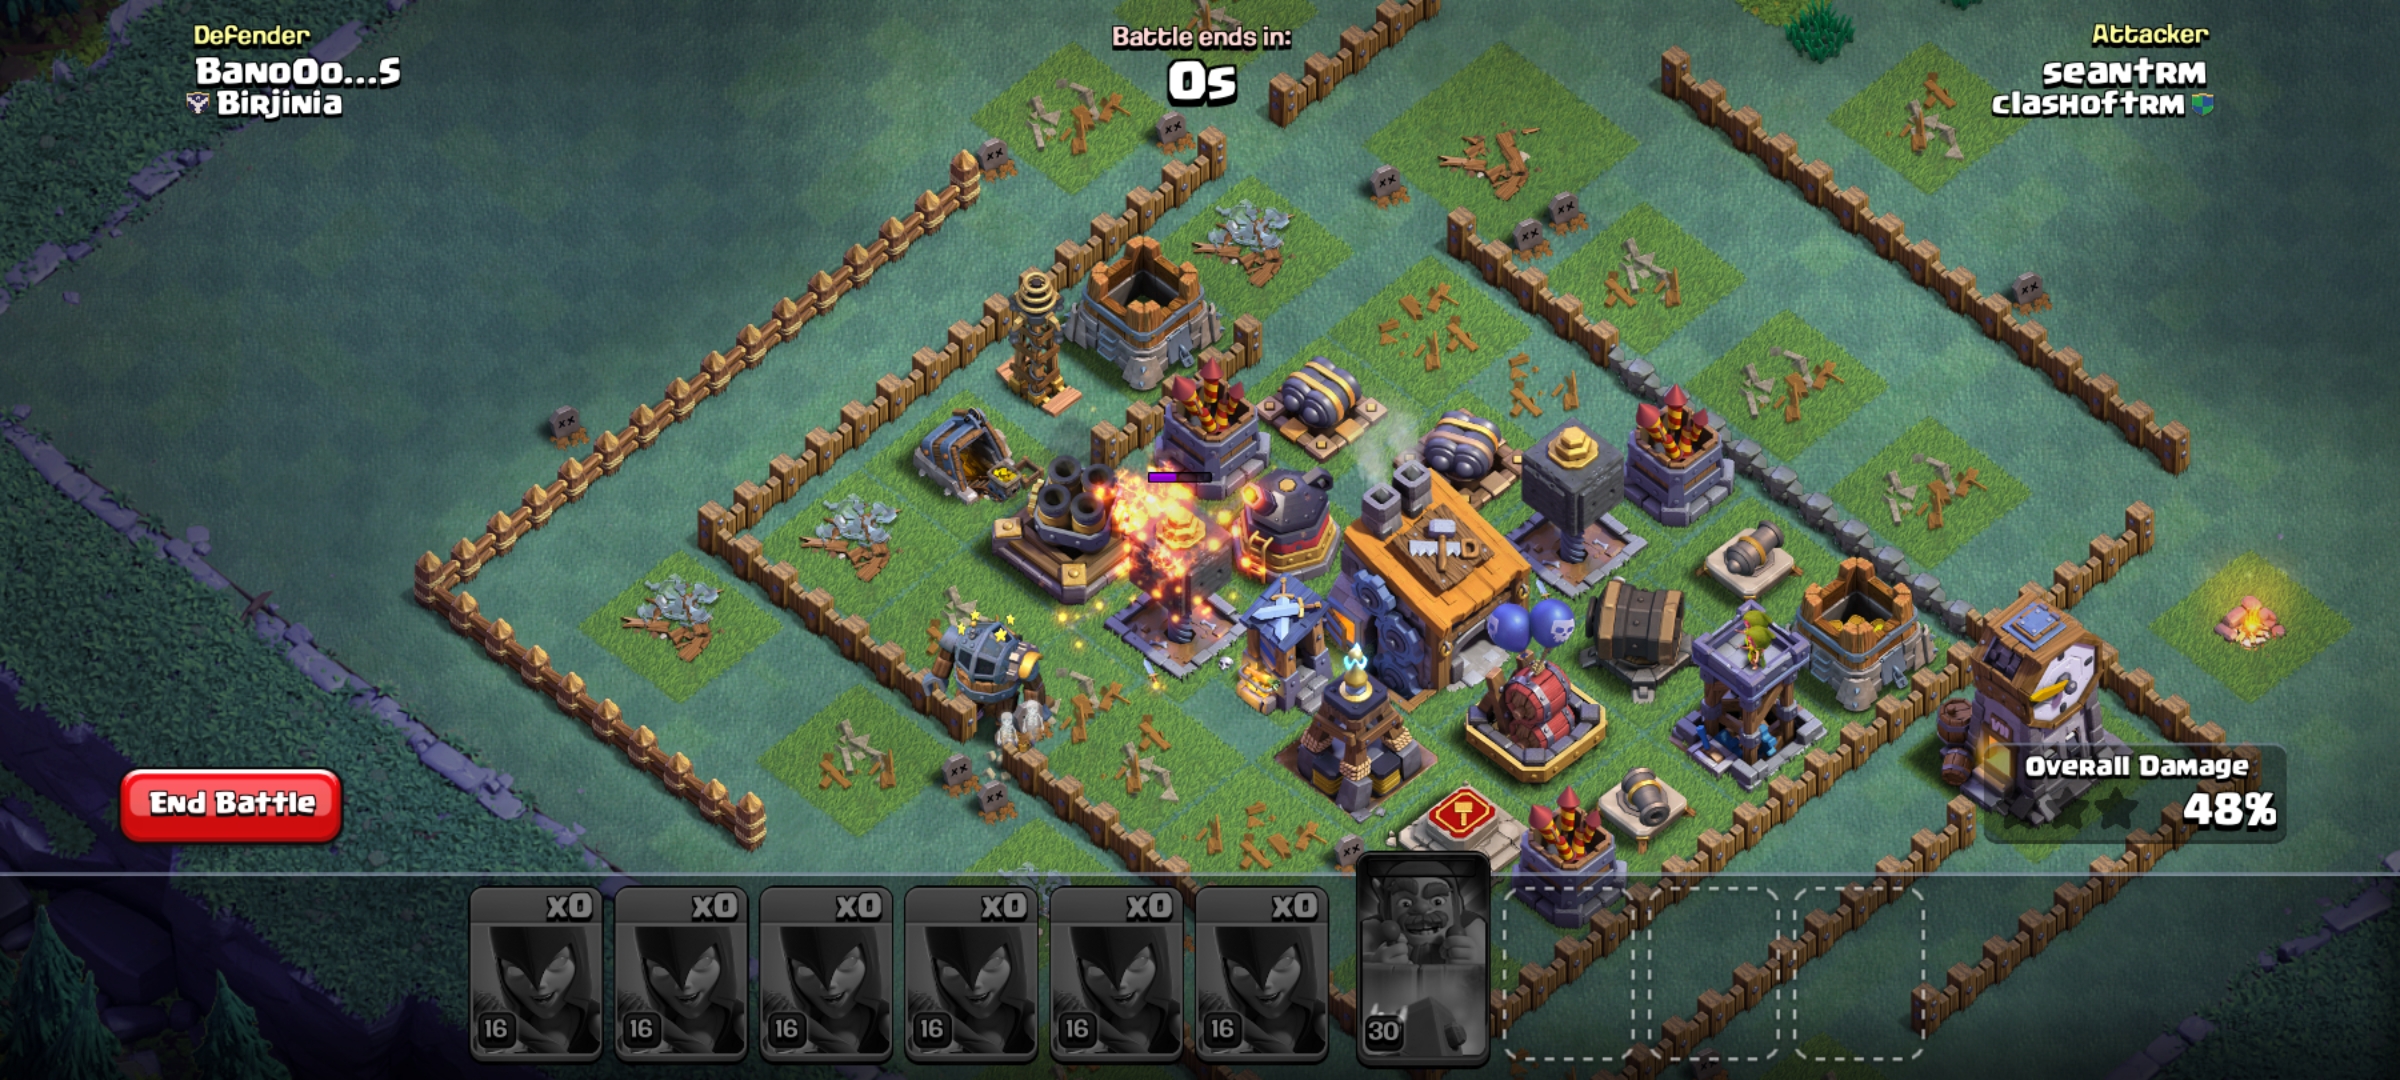 Defender
BanoOo...S
Birjinia
Battle ends in:
0s
Attacker
seantRM
clashoftRM
End Battle
Overall Damage
48%
x0
x0
x0
x0
x0
x0
16
16
16
16
16
16
30